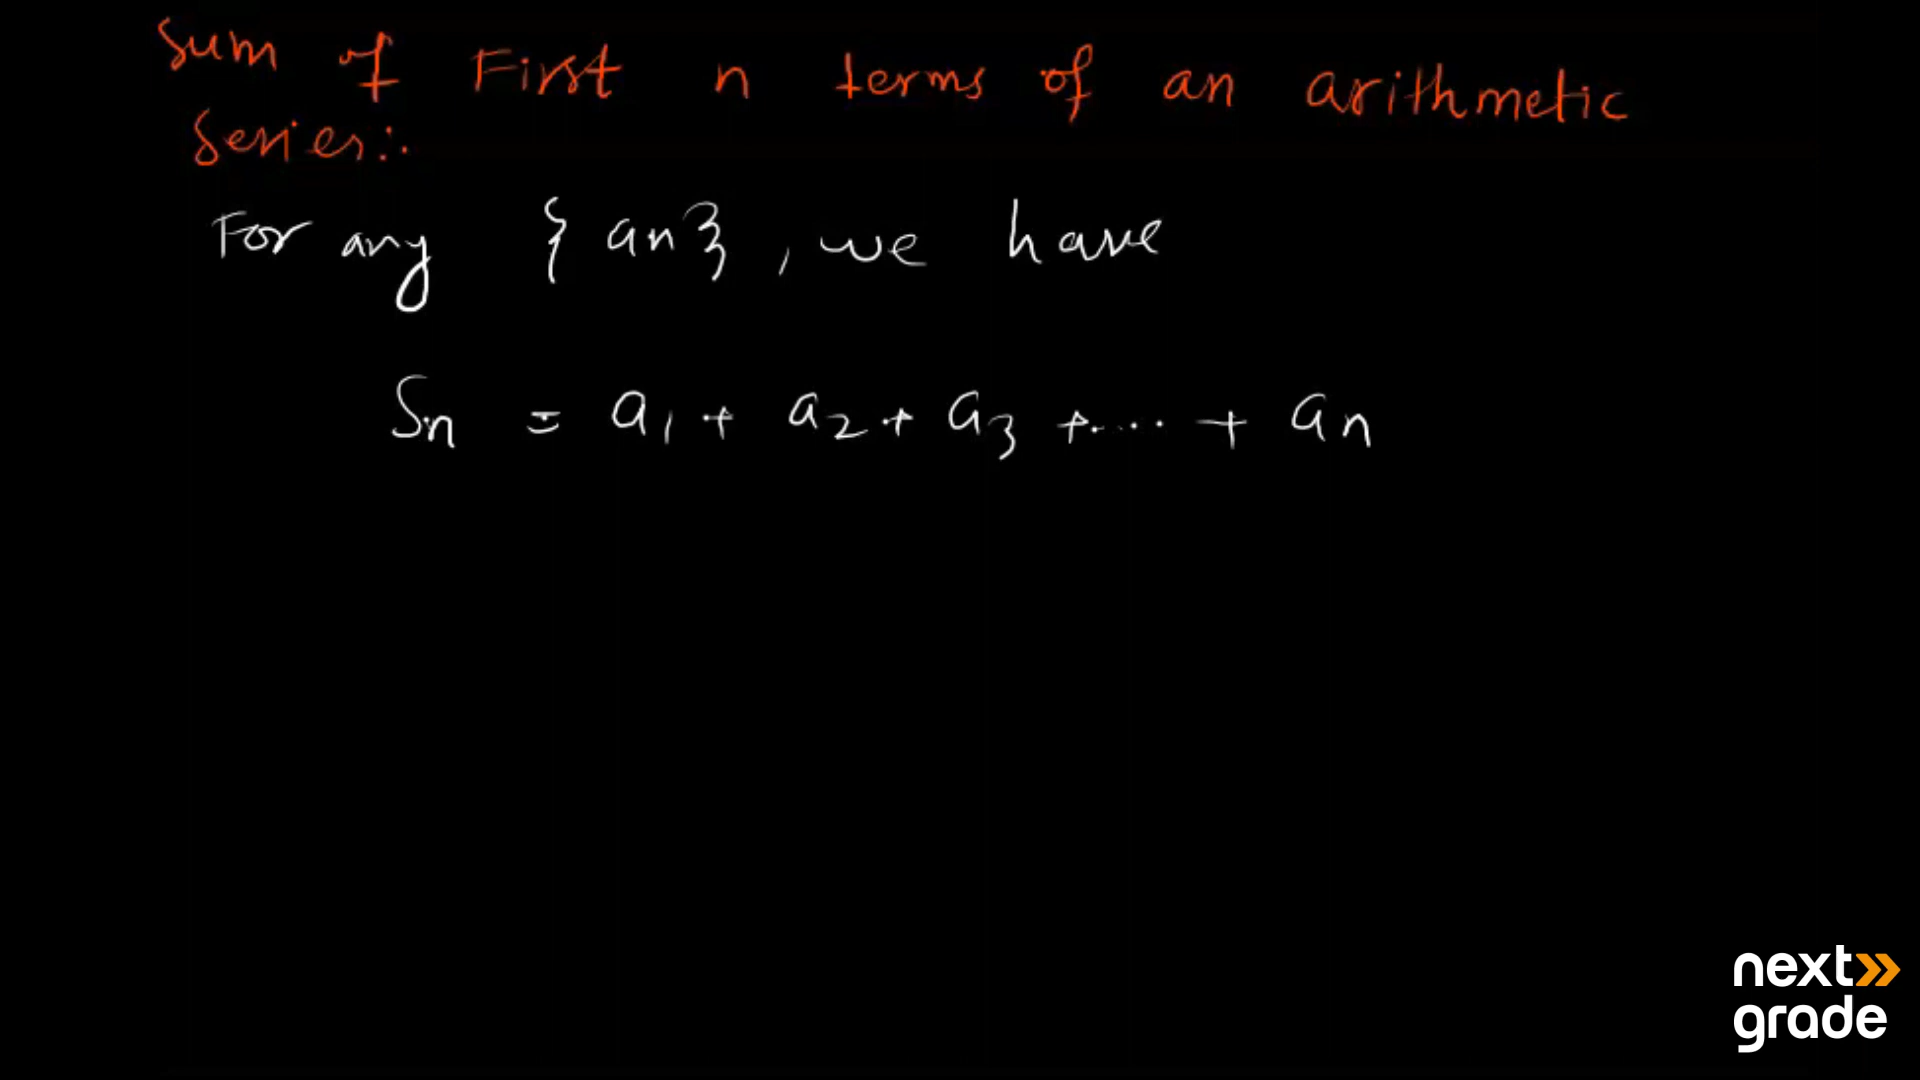 Sum of First n terms of an arithmetic
Series:.
For any { an } , we have
Sn = a1 + a2 + a3 + .... + an
next
grade